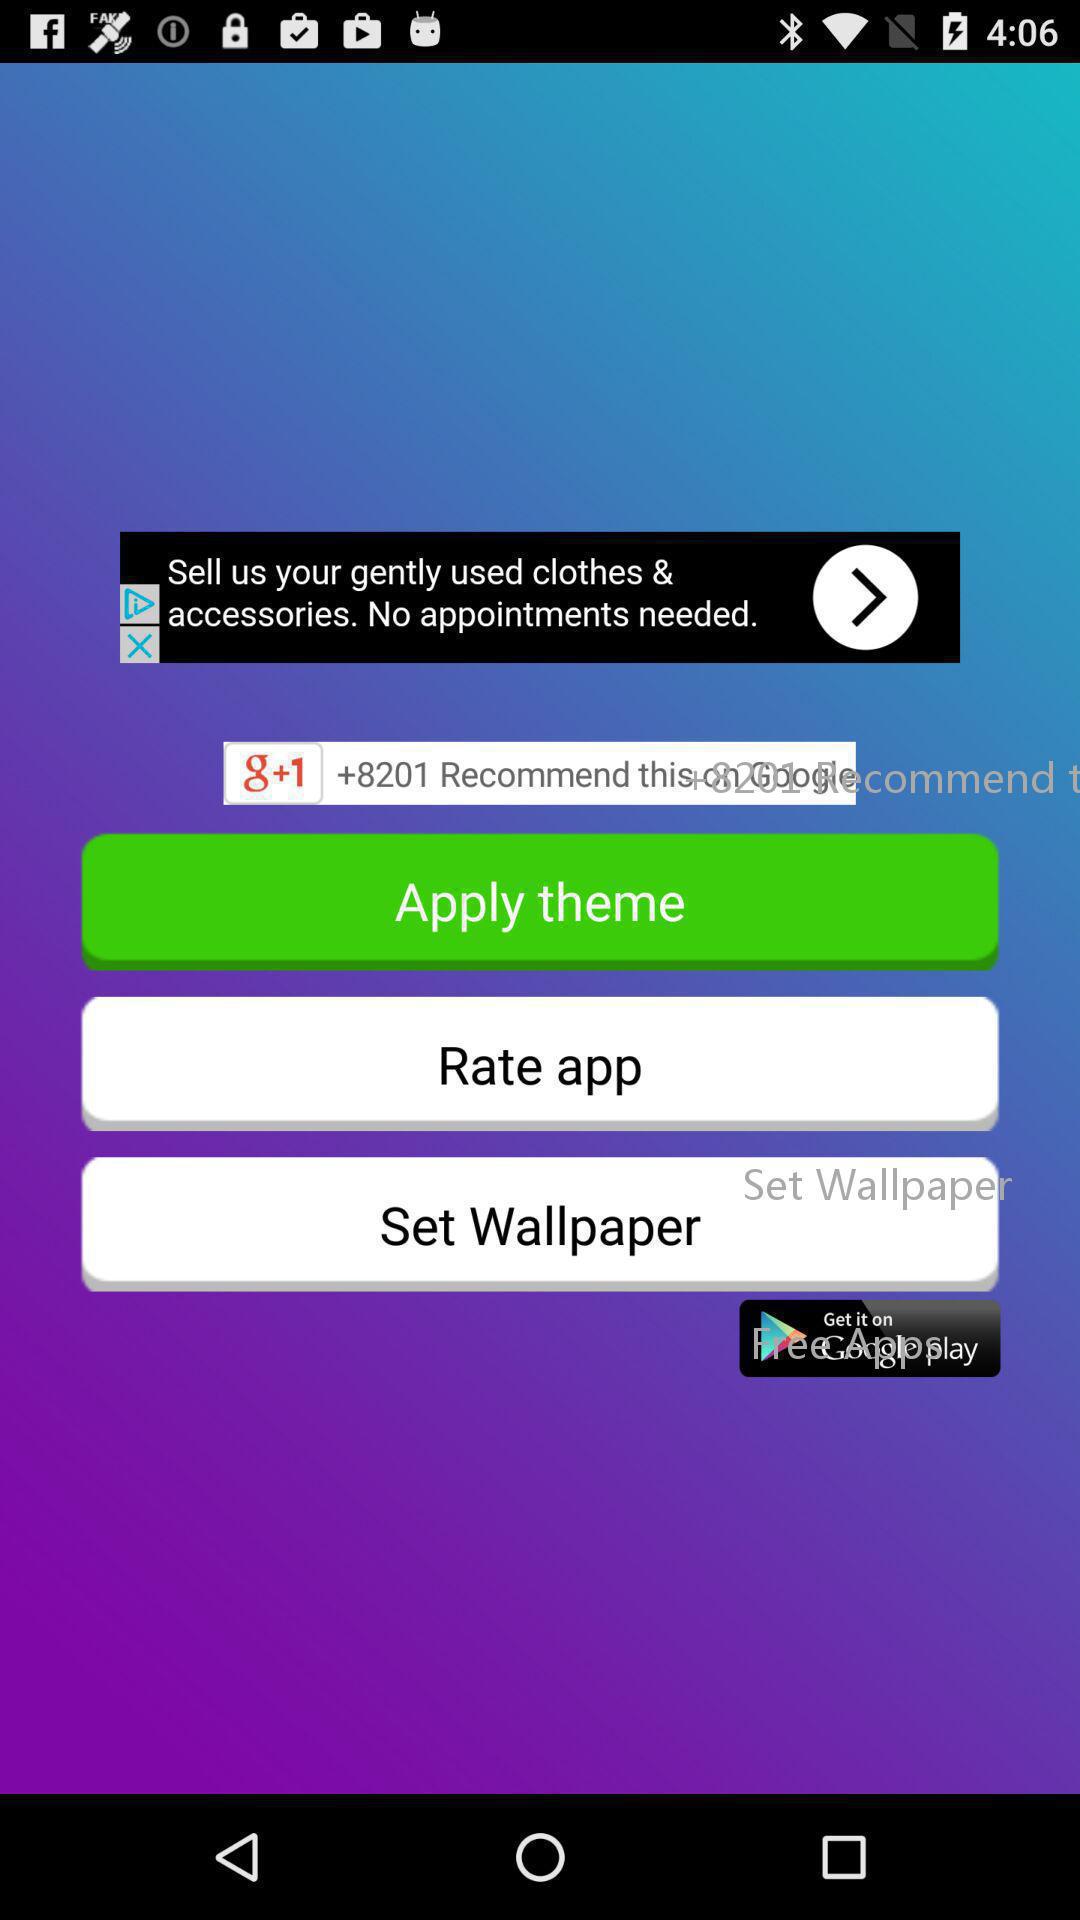 FAK
4:06
Sell us your gently used clothes &
accessories. No appointments needed.
g+1 +8201 Recommend this on Google
+8201 Recommend t
Apply theme
Rate app
Set Wallpaper
Set Wallpaper
Get it on
Google play
Free Apps